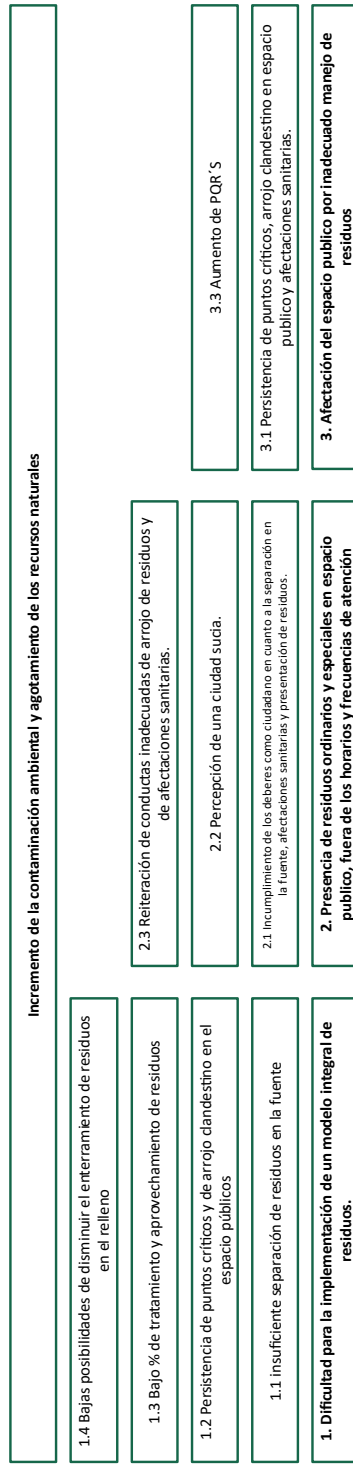 Incremento de la contaminación ambiental y agotamiento de los recursos naturales
1.4 Bajas posibilidades de disminuir el enterramiento de residuos
en el relleno
1.3 Bajo % de tratamiento y aprovechamiento de residuos
2.3 Reiteración de conductas inadecuadas de arrojo de residuos y
de afectaciones sanitarias.
1.2 Persistencia de puntos críticos y de arrojo clandestino en el
espacio públicos
2.2 Percepción de una ciudad sucia.
3.3 Aumento de PQR´S
1.1 insuficiente separación de residuos en la fuente
2.1 Incumplimiento de los deberes como ciudadano en cuanto a la separación en
la fuente, afectaciones sanitarias y presentación de residuos.
3.1 Persistencia de puntos críticos, arrojo clandestino en espacio
publico y afectaciones sanitarias.
1. Dificultad para la implementación de un modelo integral de
residuos.
2. Presencia de residuos ordinarios y especiales en espacio
publico, fuera de los horarios y frecuencias de atención
3. Afectación del espacio publico por inadecuado manejo de
residuos